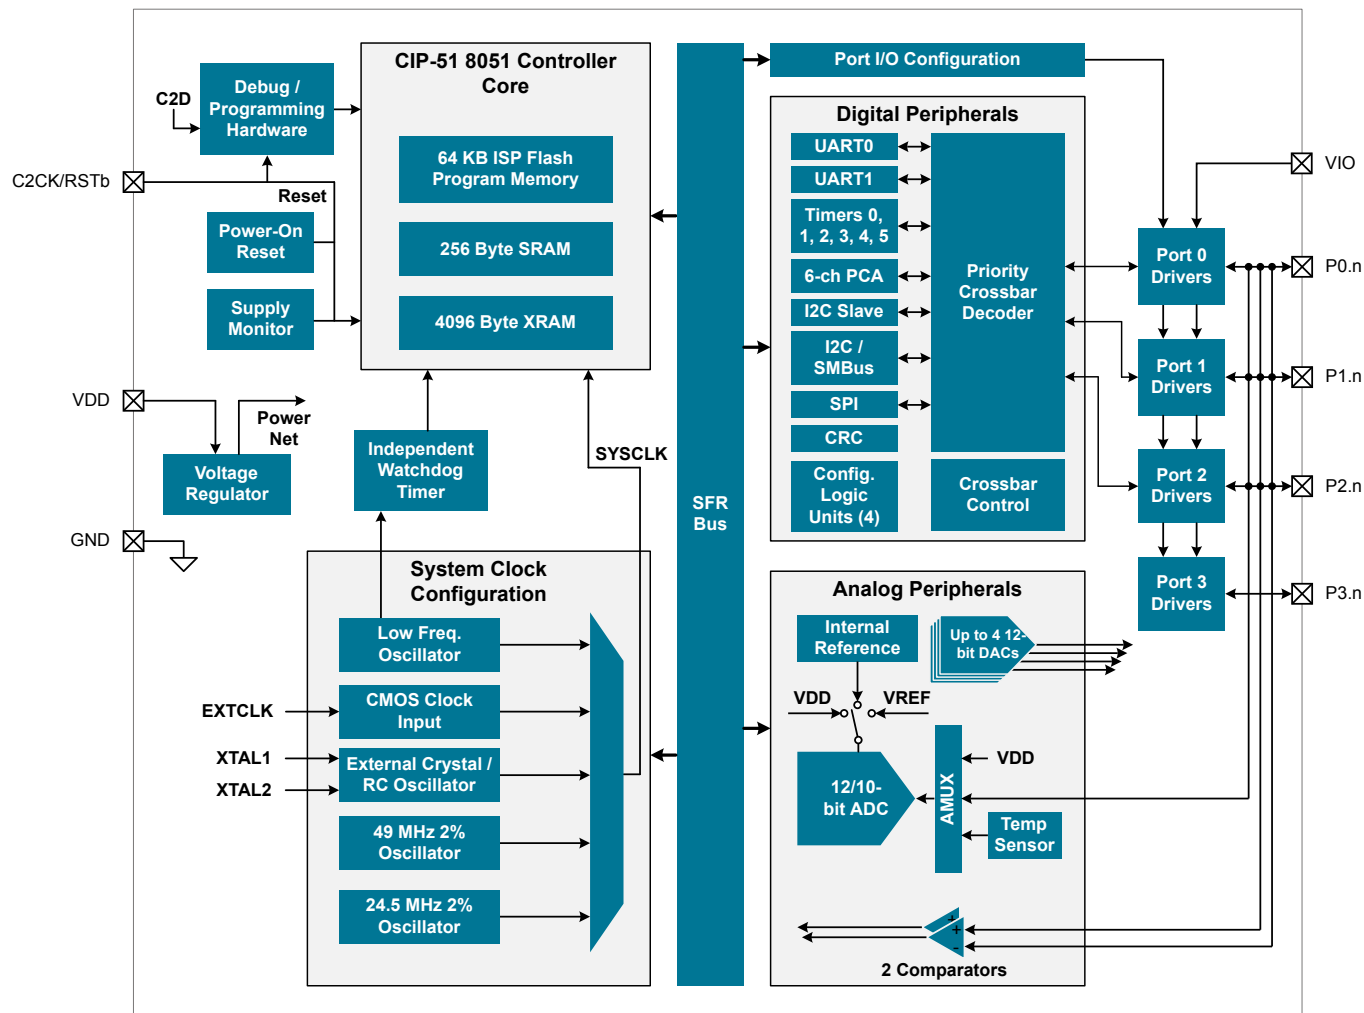 CIP-51 8051 Controller
Core
64 KB ISP Flash
Program Memory
256 Byte SRAM
4096 Byte XRAM
Debug /
Programming
Hardware
C2D
C2CK/RSTb
Reset
Power-On
Reset
Supply
Monitor
VDD
Power
Net
Voltage
Regulator
GND
Independent
Watchdog
Timer
SYSCLK
System Clock
Configuration
Low Freq.
Oscillator
CMOS Clock
Input
EXTCLK
External Crystal /
RC Oscillator
XTAL1
XTAL2
49 MHz 2%
Oscillator
24.5 MHz 2%
Oscillator
SFR
Bus
Port I/O Configuration
Digital Peripherals
UART0
UART1
Timers 0,
1, 2, 3, 4, 5
6-ch PCA
I2C Slave
I2C /
SMBus
SPI
CRC
Config.
Logic
Units (4)
Priority
Crossbar
Decoder
Crossbar
Control
Analog Peripherals
Internal
Reference
Up to 4 12-
bit DACs
VDD
VREF
12/10-
bit ADC
AMUX
VDD
Temp
Sensor
+
+
-
2 Comparators
Port 0
Drivers
Port 1
Drivers
Port 2
Drivers
Port 3
Drivers
VIO
P0.n
P1.n
P2.n
P3.n